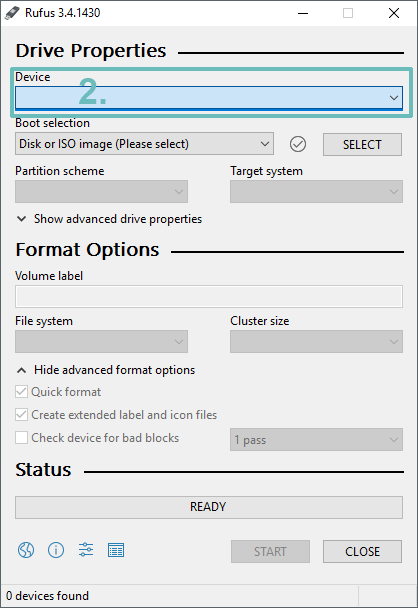 Rufus 3.4.1430
Drive Properties
Device
2.
Boot selection
Disk or ISO image (Please select)
SELECT
Partition scheme
Target system
Show advanced drive properties
Format Options
Volume label
File system
Cluster size
Hide advanced format options
Quick format
Create extended label and icon files
Check device for bad blocks
1 pass
Status
READY
START
CLOSE
0 devices found